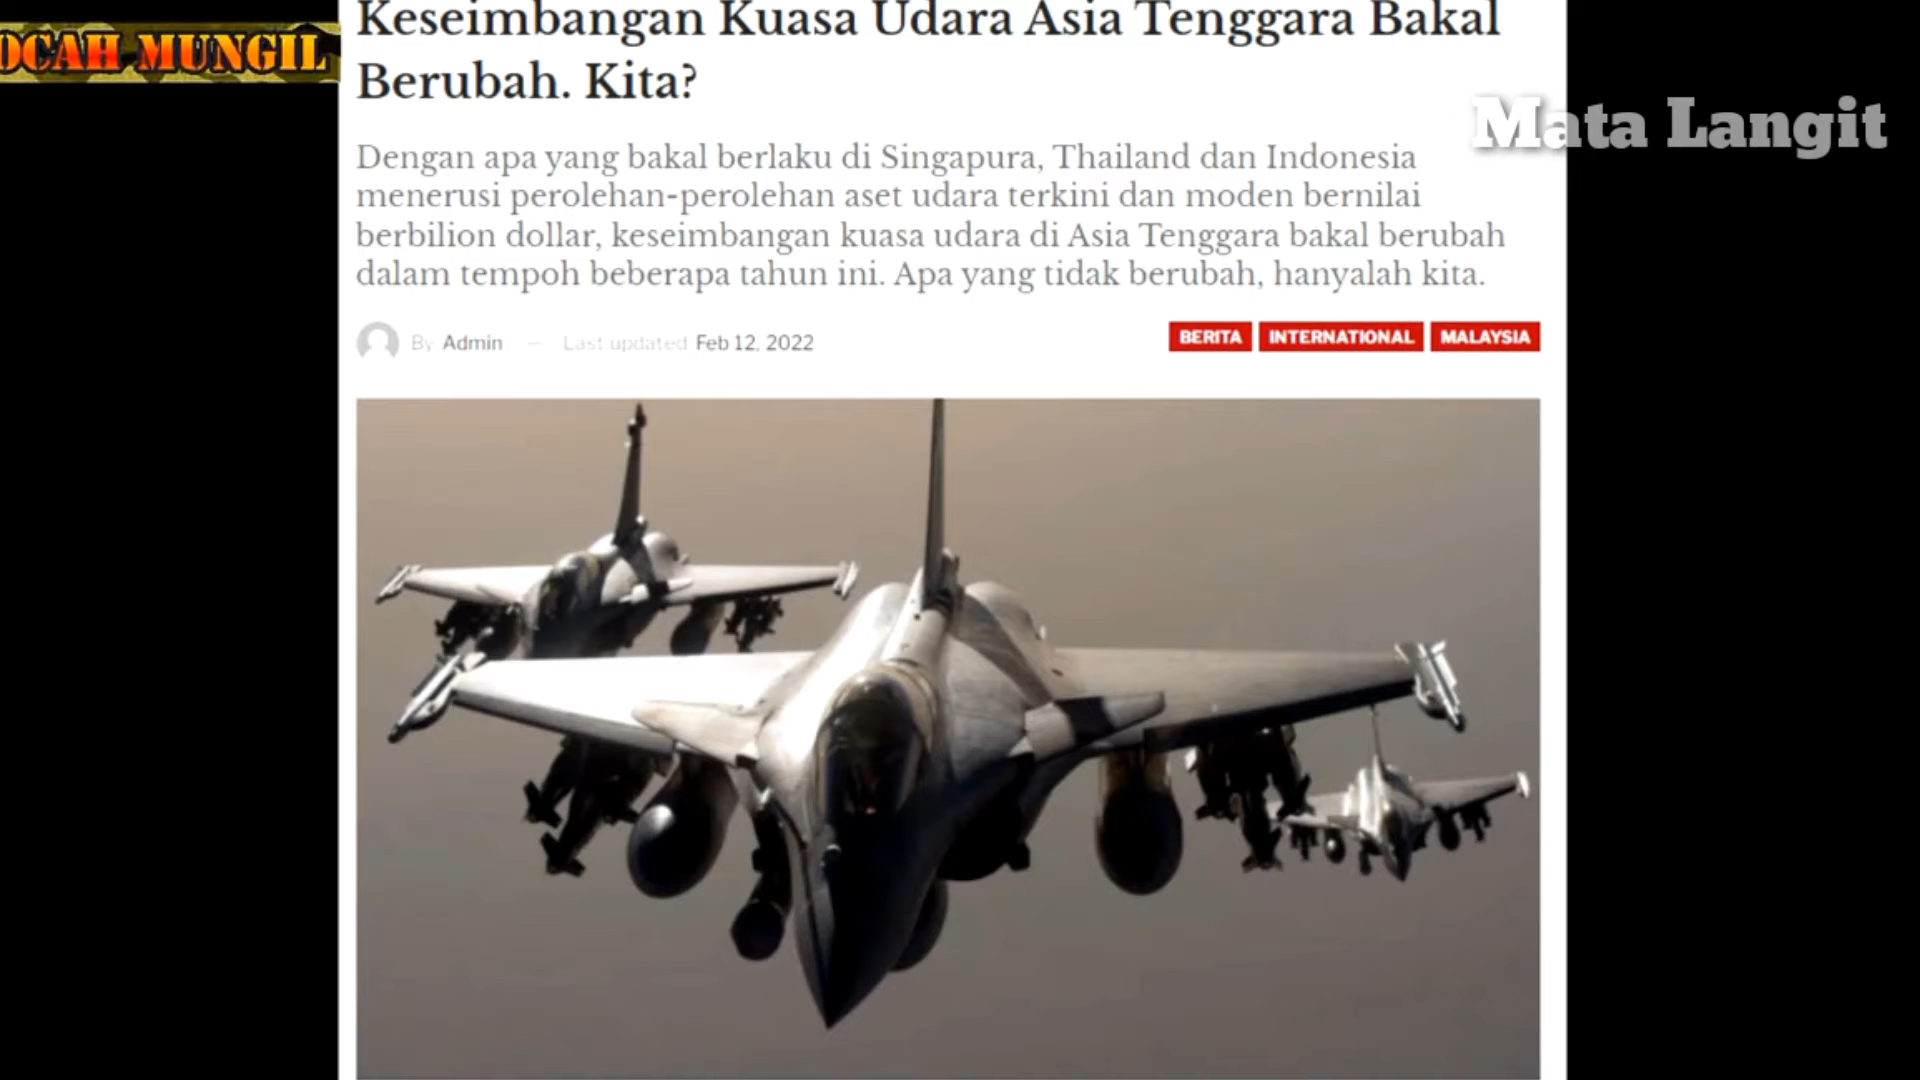 Keseimbangan Kuasa Udara Asia Tenggara Bakal
Berubah. Kita?
OCAH MUNGIL
Mata Langit
Dengan apa yang bakal berlaku di Singapura, Thailand dan Indonesia
menerusi perolehan-perolehan aset udara terkini dan moden bernilai
berbilion dollar, keseimbangan kuasa udara di Asia Tenggara bakal berubah
dalam tempoh beberapa tahun ini. Apa yang tidak berubah, hanyalah kita.
By Admin — Last updated Feb 12, 2022
BERITA INTERNATIONAL MALAYSIA